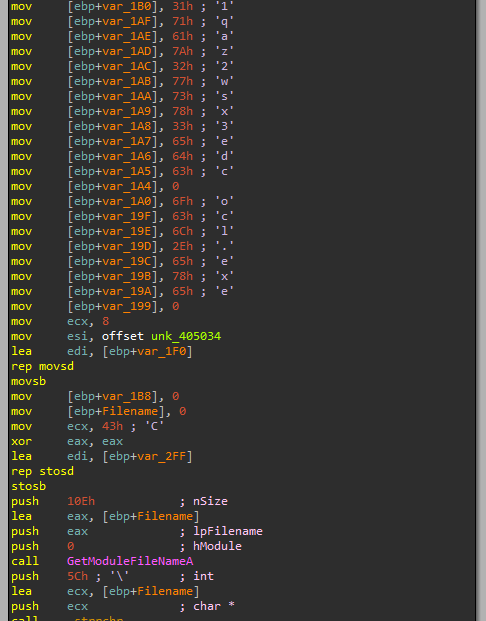 mov [ebp+var_1B0], 31h ; '1'
mov [ebp+var_1AF], 71h ; 'q'
mov [ebp+var_1AE], 61h ; 'a'
mov [ebp+var_1AD], 7Ah ; 'z'
mov [ebp+var_1AC], 32h ; '2'
mov [ebp+var_1AB], 77h ; 'w'
mov [ebp+var_1AA], 73h ; 's'
mov [ebp+var_1A9], 78h ; 'x'
mov [ebp+var_1A8], 33h ; '3'
mov [ebp+var_1A7], 65h ; 'e'
mov [ebp+var_1A6], 64h ; 'd'
mov [ebp+var_1A5], 63h ; 'c'
mov [ebp+var_1A4], 0
mov [ebp+var_1A0], 6Fh ; 'o'
mov [ebp+var_19F], 63h ; 'c'
mov [ebp+var_19E], 6Ch ; 'l'
mov [ebp+var_19D], 2Eh ; '.'
mov [ebp+var_19C], 65h ; 'e'
mov [ebp+var_19B], 78h ; 'x'
mov [ebp+var_19A], 65h ; 'e'
mov [ebp+var_199], 0
mov ecx, 8
mov esi, offset unk_405034
lea edi, [ebp+var_1F0]
rep movsd
movsb
mov [ebp+var_1B8], 0
mov [ebp+Filename], 0
mov ecx, 43h ; 'C'
xor eax, eax
lea edi, [ebp+var_2FF]
rep stosd
stosb
push 10Eh ; nSize
lea eax, [ebp+Filename]
push eax ; lpFilename
push 0 ; hModule
call GetModuleFileNameA
push 5Ch ; '\' ; int
lea ecx, [ebp+Filename]
push ecx ; char *
call